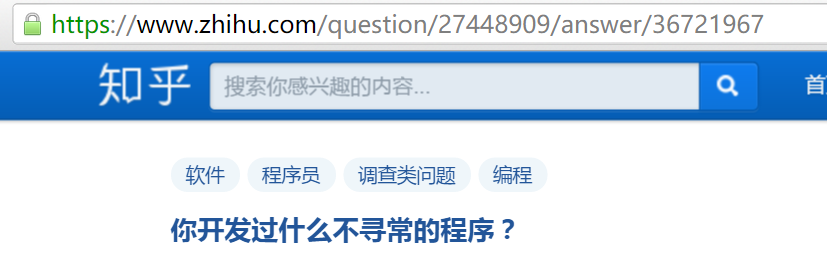 https://www.zhihu.com/question/27448909/answer/36721967
知乎 搜索你感兴趣的内容... 首
软件 程序员 调查类问题 编程
你开发过什么不寻常的程序？